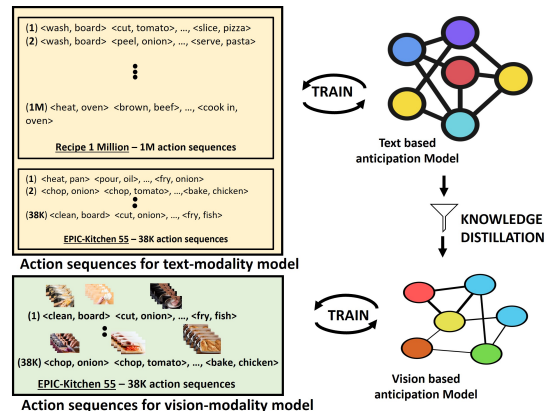 (1) <wash, board> <cut, tomato>, ..., <slice, pizza>
(2) <wash, board> <peel, onion>, ..., <serve, pasta>
(1M) <heat, oven> <brown, beef>, ..., <cook in,
oven>
Recipe 1 Million – 1M action sequences
(1) <heat, pan> <pour, oil>, ..., <fry, onion>
(2) <chop, onion> <chop, tomato>, ...,<bake, chicken>
(38K) <clean, board> <cut, onion>, ..., <fry, fish>
EPIC-Kitchen 55 – 38K action sequences
Action sequences for text-modality model
(1) <clean, board> <cut, onion>, ..., <fry, fish>
(38K) <chop, onion> <chop, tomato>, ..., <bake, chicken>
EPIC-Kitchen 55 – 38K action sequences
Action sequences for vision-modality model
TRAIN
Text based
anticipation Model
KNOWLEDGE
DISTILLATION
TRAIN
Vision based
anticipation Model